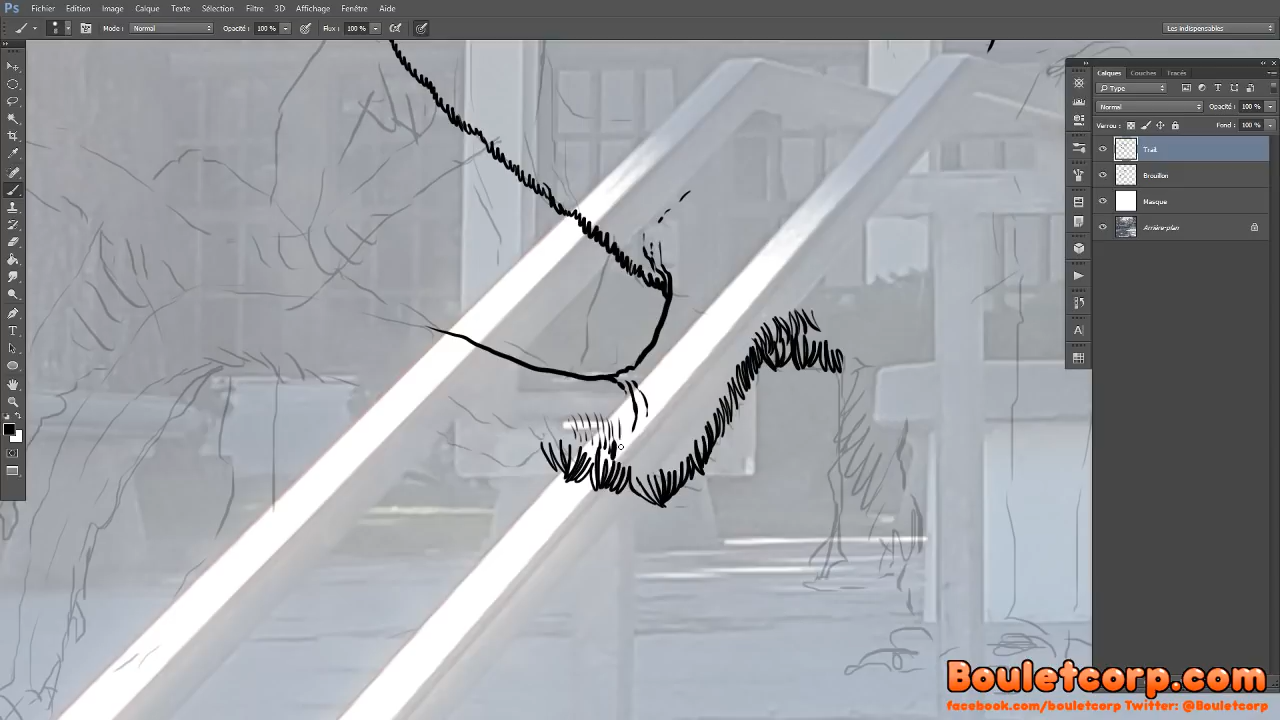 Ps Fichier Edition Image Calque Texte Sélection Filtre 3D Affichage Fenêtre Aide
Mode : Normal Opacité : 100 % Flux : 100 % Les indispensables
Calques Couches Tracés
Type
Normal Opacité : 100 %
Verrou : Fond : 100 %
Trait
Brouillon
Masque
Arrière-plan
Bouletcorp.com
facebook.com/bouletcorp Twitter: @Bouletcorp